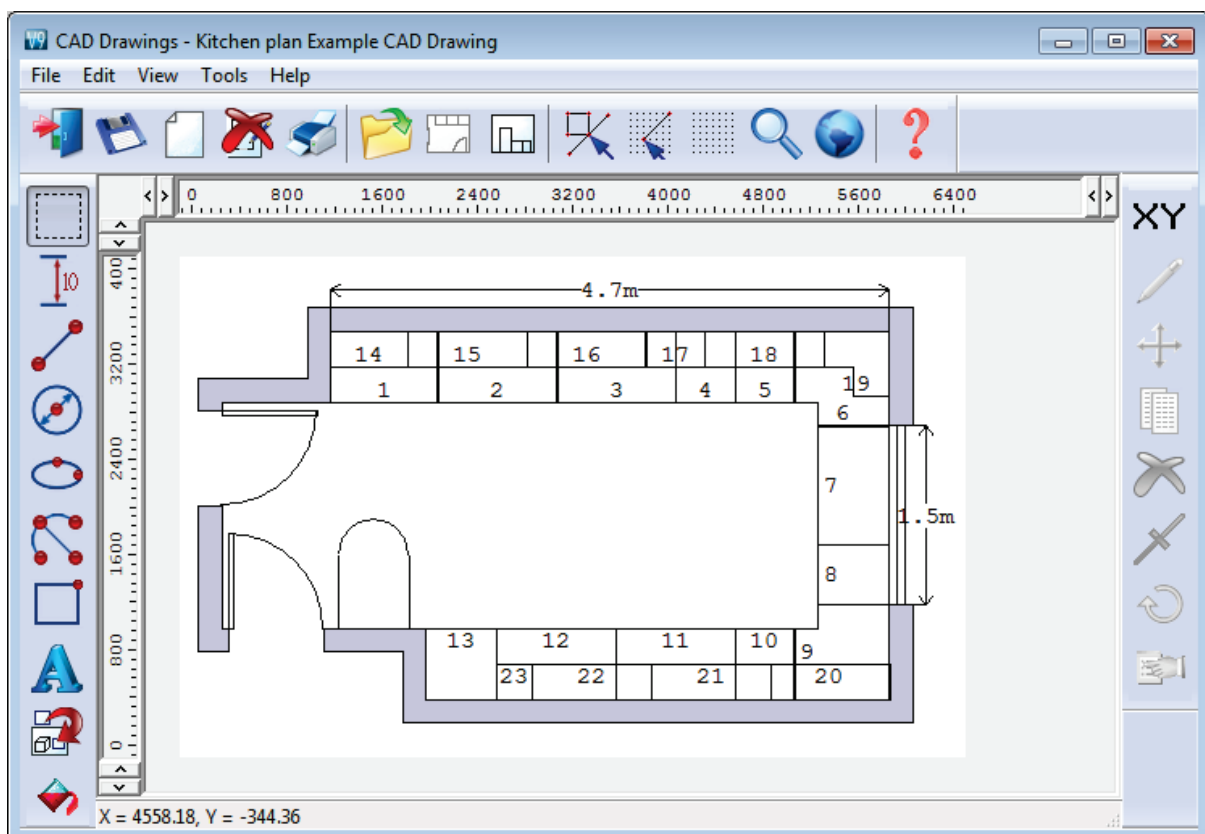 V9 CAD Drawings - Kitchen plan Example CAD Drawing
File Edit View Tools Help
?
0 800 1600 2400 3200 4000 4800 5600 6400
XY
10
400
3200
2400
1600
800
0
4.7m
14 15 16 17 18
1 2 3 4 5 19
6
7
1.5m
8
13 12 11 10 9
23 22 21 20
A
X = 4558.18, Y = -344.36